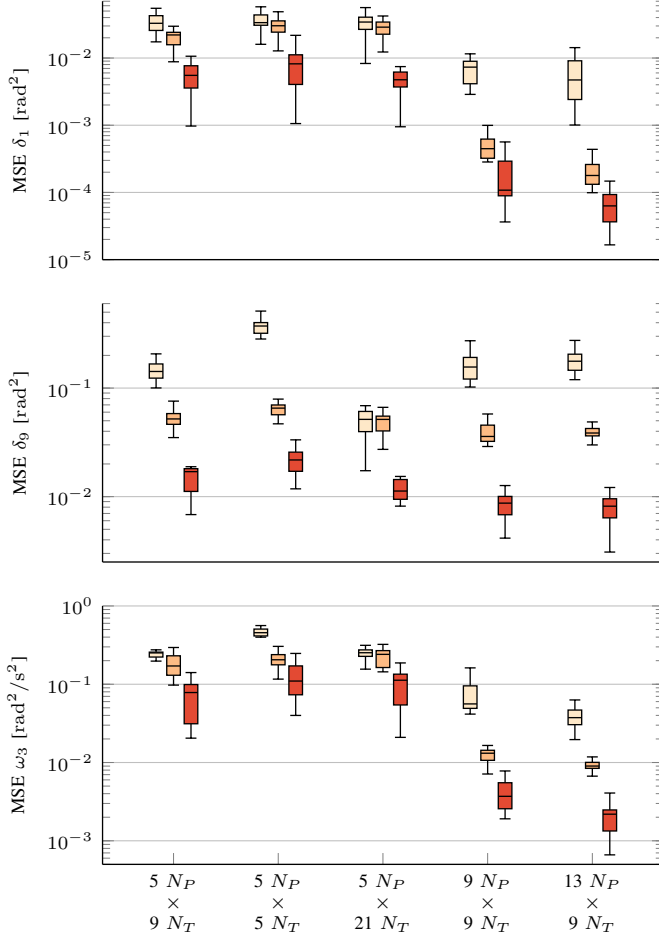 10⁻²
10⁻³
10⁻⁴
10⁻⁵
MSE δ₁ [rad²]
10⁻¹
10⁻²
MSE δ₉ [rad²]
10⁰
10⁻¹
10⁻²
10⁻³
MSE ω₃ [rad²/s²]
5 N_P 5 N_P 5 N_P 9 N_P 13 N_P
× × × × ×
9 N_T 5 N_T 21 N_T 9 N_T 9 N_T